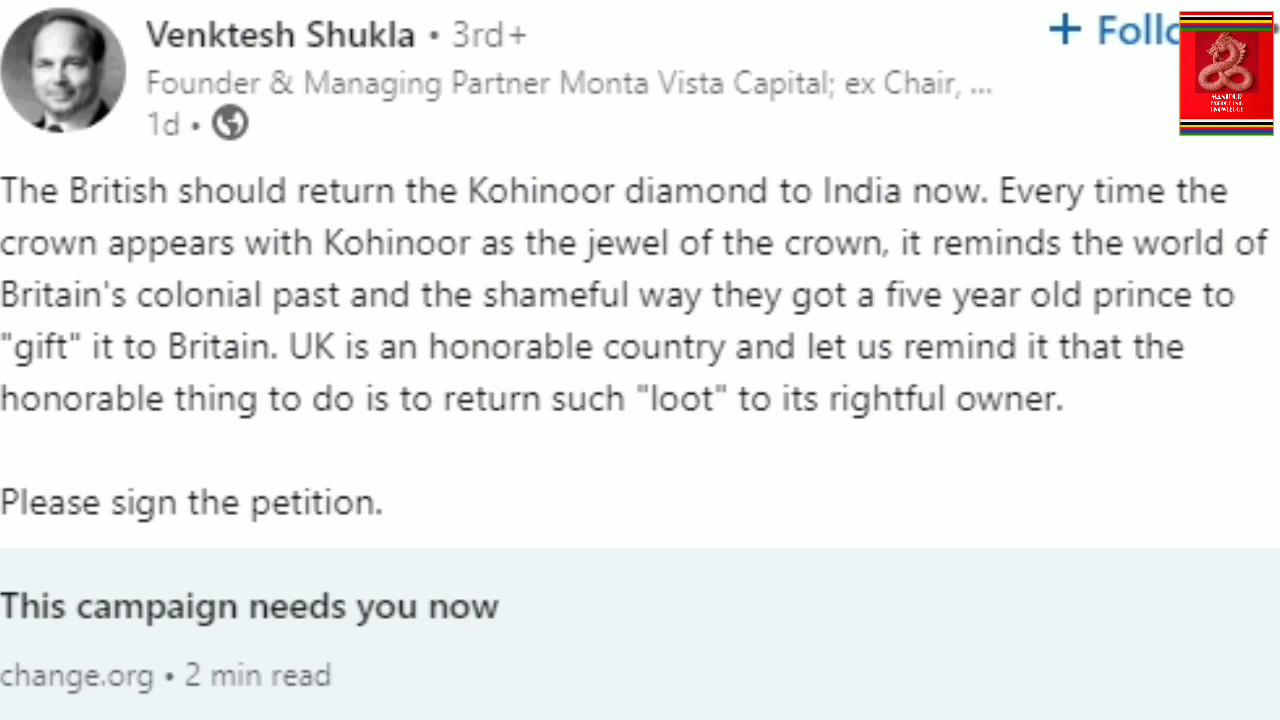 Venktesh Shukla • 3rd+
+ Follo
Founder & Managing Partner Monta Vista Capital; ex Chair, ...
1d •
The British should return the Kohinoor diamond to India now. Every time the
crown appears with Kohinoor as the jewel of the crown, it reminds the world of
Britain's colonial past and the shameful way they got a five year old prince to
"gift" it to Britain. UK is an honorable country and let us remind it that the
honorable thing to do is to return such "loot" to its rightful owner.
Please sign the petition.
This campaign needs you now
change.org • 2 min read
MANIPUR
KNOWLEDGE